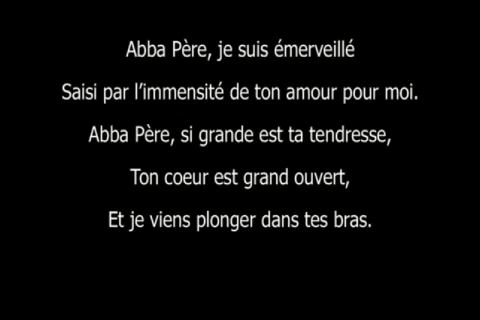 Abba Père, je suis émerveillé
Saisi par l’immensité de ton amour pour moi.
Abba Père, si grande est ta tendresse,
Ton coeur est grand ouvert,
Et je viens plonger dans tes bras.